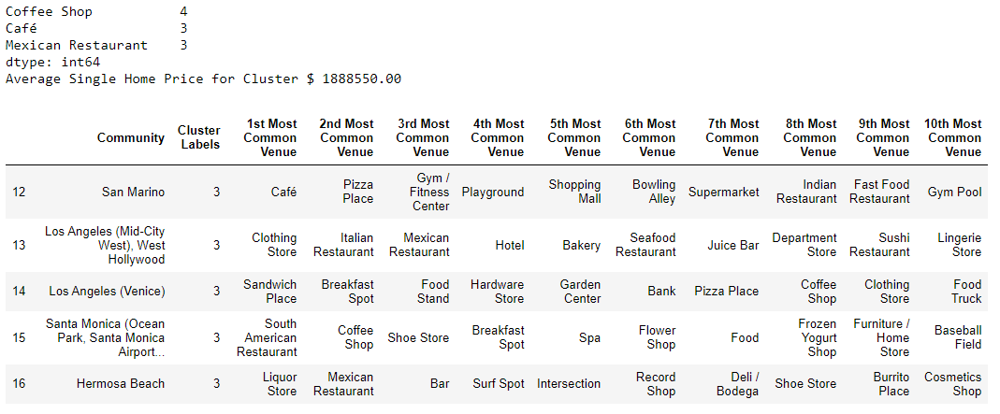 Coffee Shop 4
Café 3
Mexican Restaurant 3
dtype: int64
Average Single Home Price for Cluster $ 1888550.00
Community Cluster Labels 1st Most Common Venue 2nd Most Common Venue 3rd Most Common Venue 4th Most Common Venue 5th Most Common Venue 6th Most Common Venue 7th Most Common Venue 8th Most Common Venue 9th Most Common Venue 10th Most Common Venue
12 San Marino 3 Café Pizza Place Gym / Fitness Center Playground Shopping Mall Bowling Alley Supermarket Indian Restaurant Fast Food Restaurant Gym Pool
13 Los Angeles (Mid-City West), West Hollywood 3 Clothing Store Italian Restaurant Mexican Restaurant Hotel Bakery Seafood Restaurant Juice Bar Department Store Sushi Restaurant Lingerie Store
14 Los Angeles (Venice) 3 Sandwich Place Breakfast Spot Food Stand Hardware Store Garden Center Bank Pizza Place Coffee Shop Clothing Store Food Truck
15 Santa Monica (Ocean Park, Santa Monica Airport... 3 South American Restaurant Coffee Shop Shoe Store Breakfast Spot Spa Flower Shop Food Frozen Yogurt Shop Furniture / Home Store Baseball Field
16 Hermosa Beach 3 Liquor Store Mexican Restaurant Bar Surf Spot Intersection Record Shop Deli / Bodega Shoe Store Burrito Place Cosmetics Shop